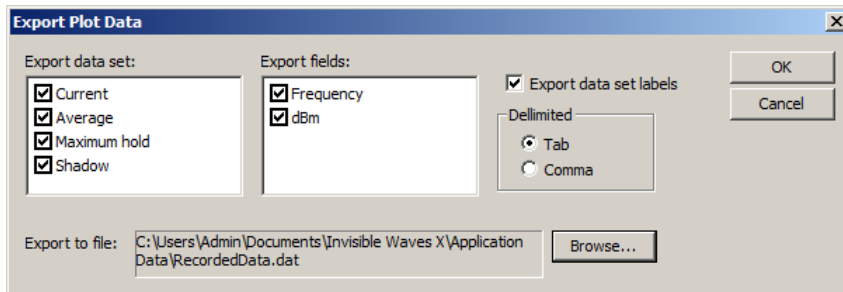 Export Plot Data
Export data set:
Current
Average
Maximum hold
Shadow
Export fields:
Frequency
dBm
Export data set labels
Dellimited
Tab
Comma
OK
Cancel
Export to file:
C:\Users\Admin\Documents\Invisible Waves X\Application
Data\RecordedData.dat
Browse...